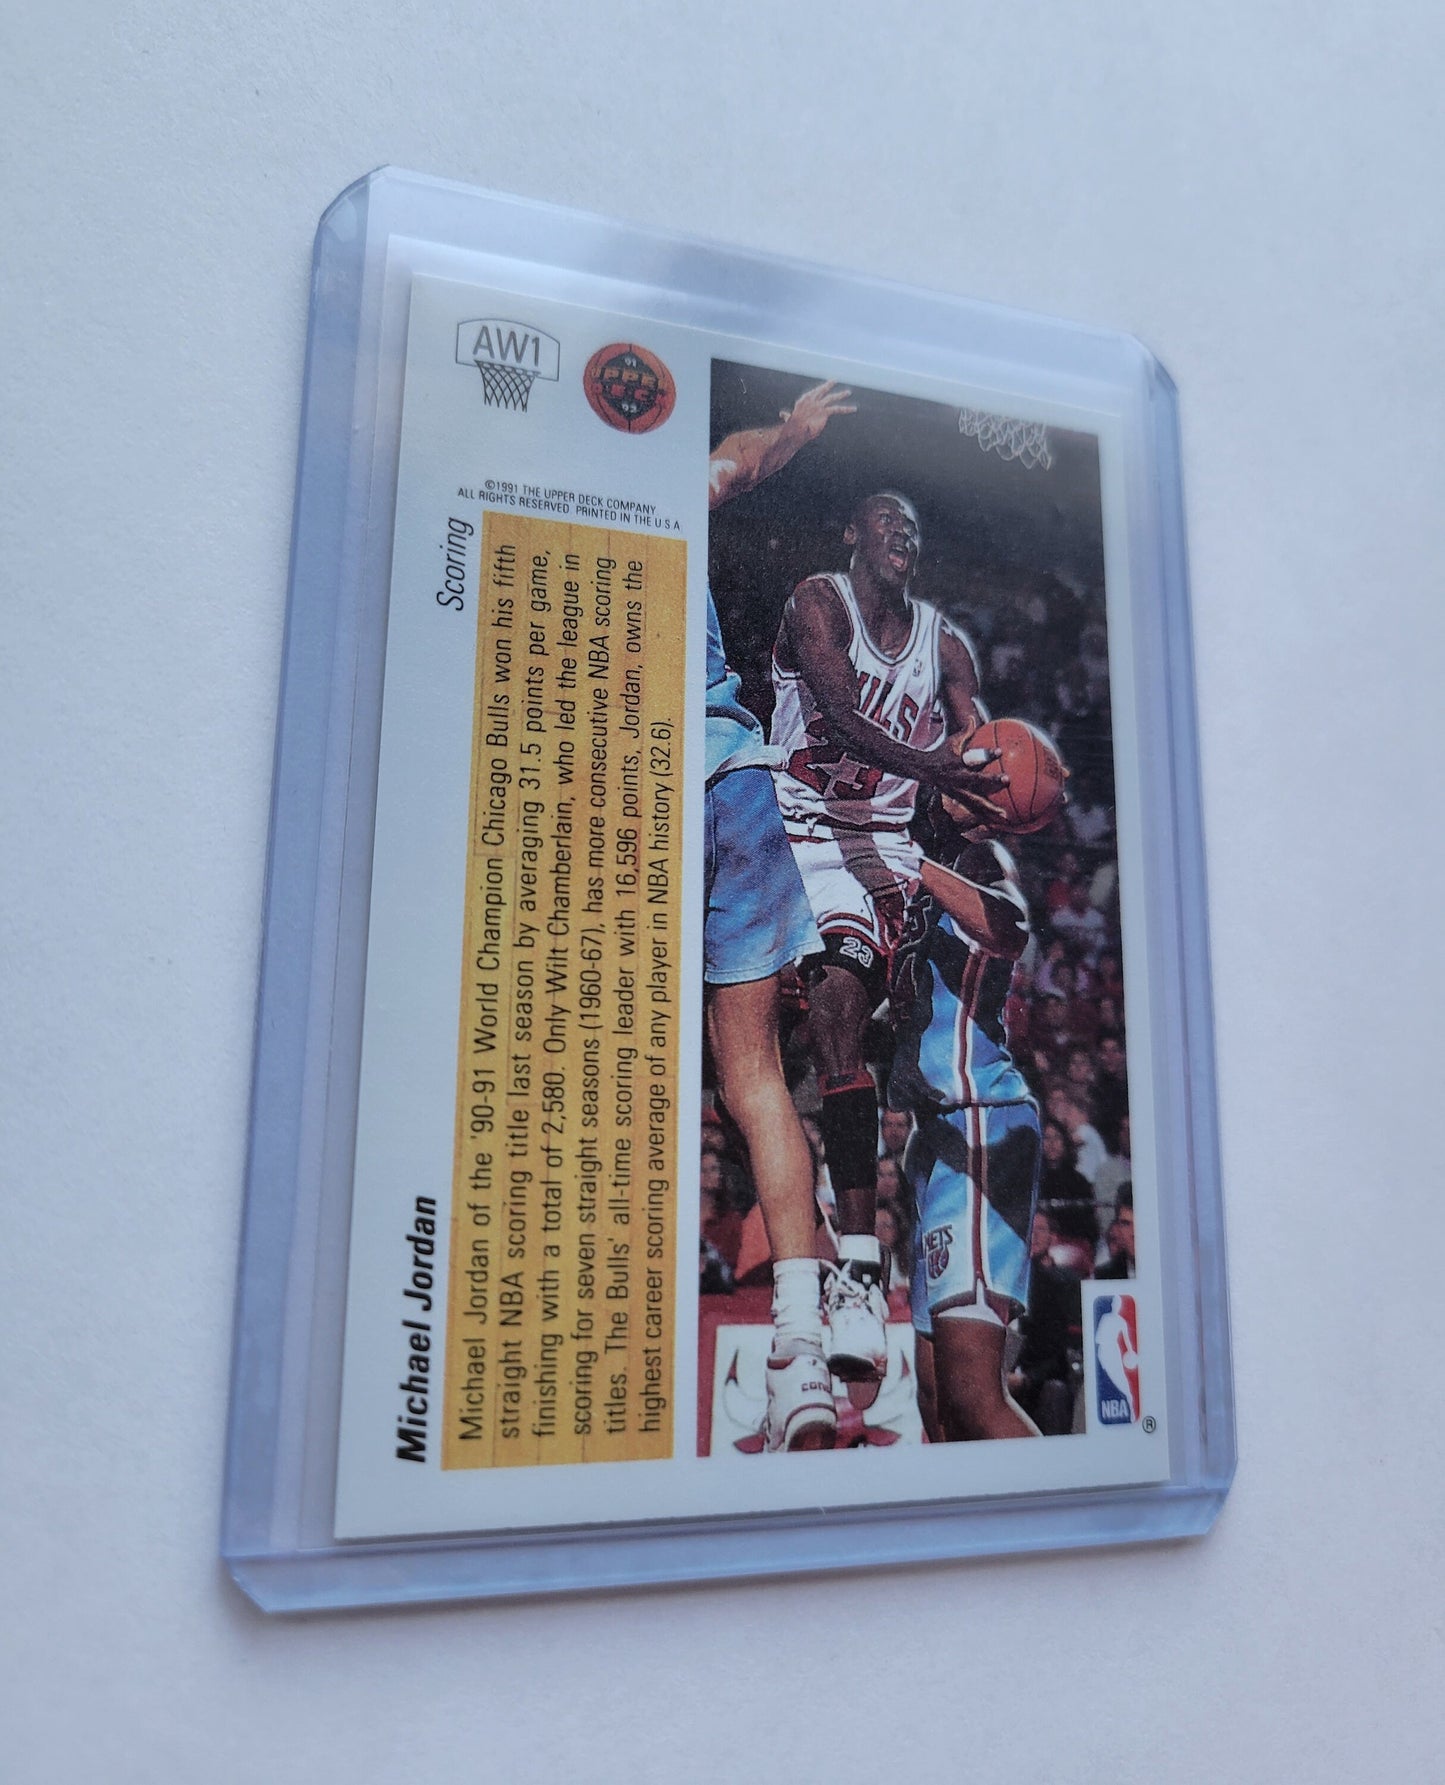 AW1
UPPER
DECK
©1991 THE UPPER DECK COMPANY
ALL RIGHTS RESERVED. PRINTED IN THE U S A
Michael Jordan
Scoring
Michael Jordan of the '90-91 World Champion Chicago Bulls won his fifth
straight NBA scoring title last season by averaging 31.5 points per game,
finishing with a total of 2,580. Only Wilt Chamberlain, who led the league in
scoring for seven straight seasons (1960-67), has more consecutive NBA scoring
titles. The Bulls' all-time scoring leader with 16,596 points, Jordan, owns the
highest career scoring average of any player in NBA history (32.6).
23
NETS
NBA
®